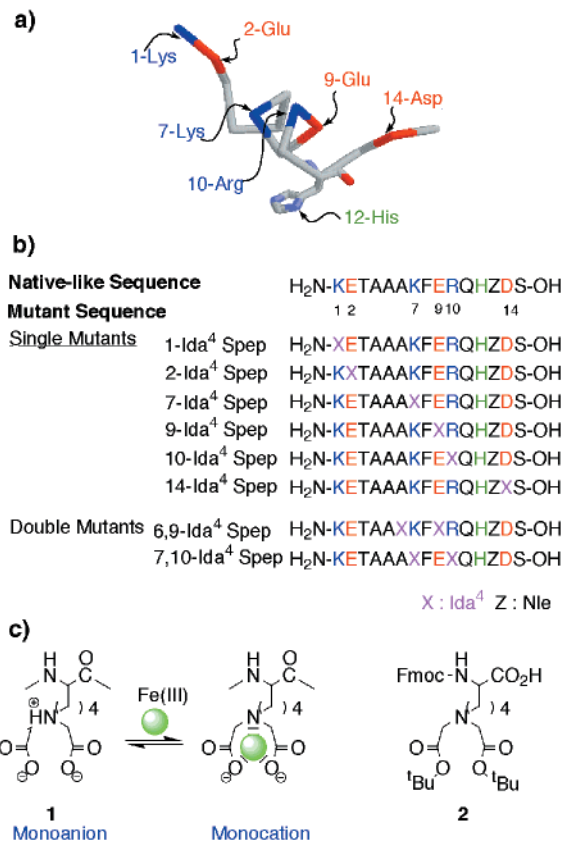 a)
2-Glu
1-Lys
9-Glu
14-Asp
7-Lys
10-Arg
12-His
b)
Native-like Sequence H₂N-KETAAAKFERQHZDS-OH
Mutant Sequence 1 2 7 9 10 14
Single Mutants
1-Ida⁴ Spep H₂N-XETAAAKFERQHZDS-OH
2-Ida⁴ Spep H₂N-KXTAAAKFERQHZDS-OH
7-Ida⁴ Spep H₂N-KETAAAXFERQHZDS-OH
9-Ida⁴ Spep H₂N-KETAAAKFXRQHZDS-OH
10-Ida⁴ Spep H₂N-KETAAAKFEXQHZDS-OH
14-Ida⁴ Spep H₂N-KETAAAKFERQHZXS-OH
Double Mutants 6,9-Ida⁴ Spep H₂N-KETAAXKFXRQHZDS-OH
7,10-Ida⁴ Spep H₂N-KETAAAXFEXQHZDS-OH
X : Ida⁴ Z : Nle
c)
H O H O H
N C N C Fmoc-N CO₂H
⊕ Fe(III)
HN ( )4 N ( )4 N ( )4
O O O O O O
O⊖ O⊖ ⊖O O⊖ O O
ᵗBu ᵗBu
1 2
Monoanion Monocation